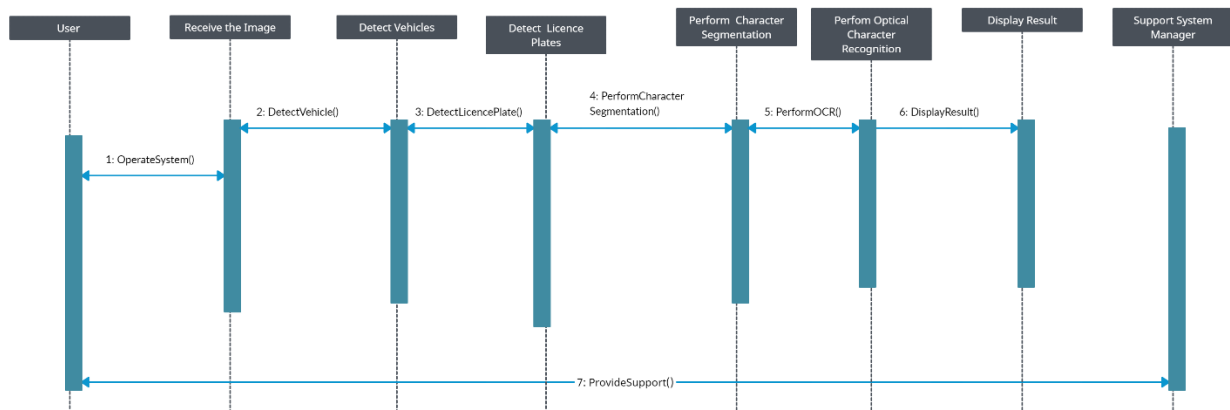 User
Receive the Image
Detect Vehicles
Detect Licence
Plates
Perform Character
Segmentation
Perfom Optical
Character
Recognition
Display Result
Support System
Manager
4: PerformCharacter
Segmentation()
2: DetectVehicle()
3: DetectLicencePlate()
5: PerformOCR()
6: DisplayResult()
1: OperateSystem()
7: ProvideSupport()